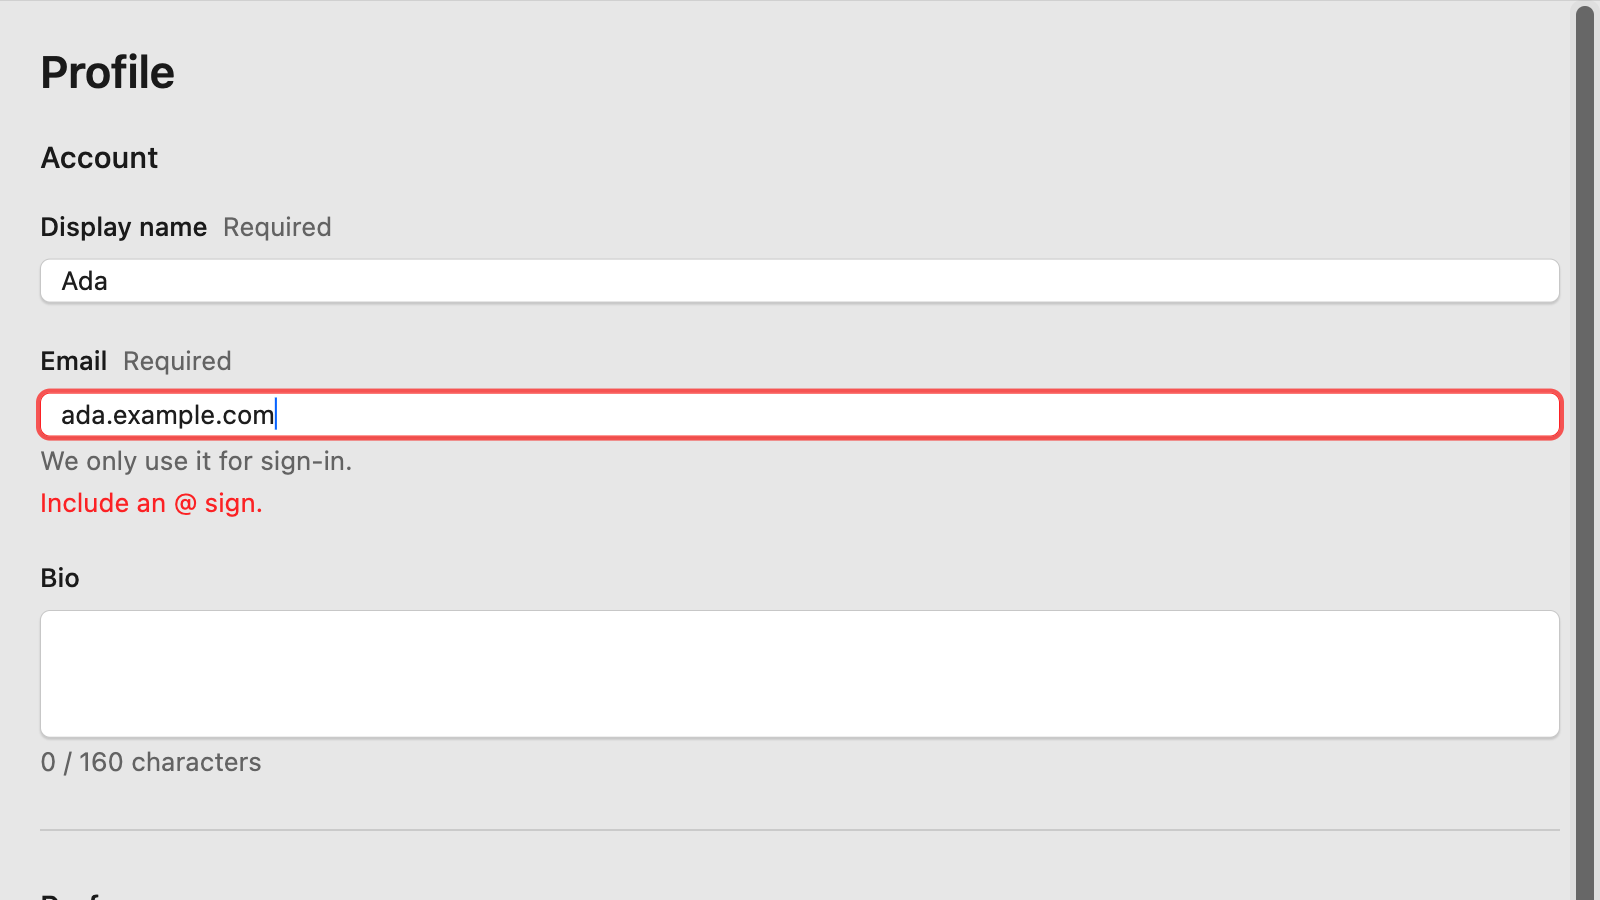 Profile
Account
Display name Required
Ada
Email Required
ada.example.com
We only use it for sign-in.
Include an @ sign.
Bio
0 / 160 characters